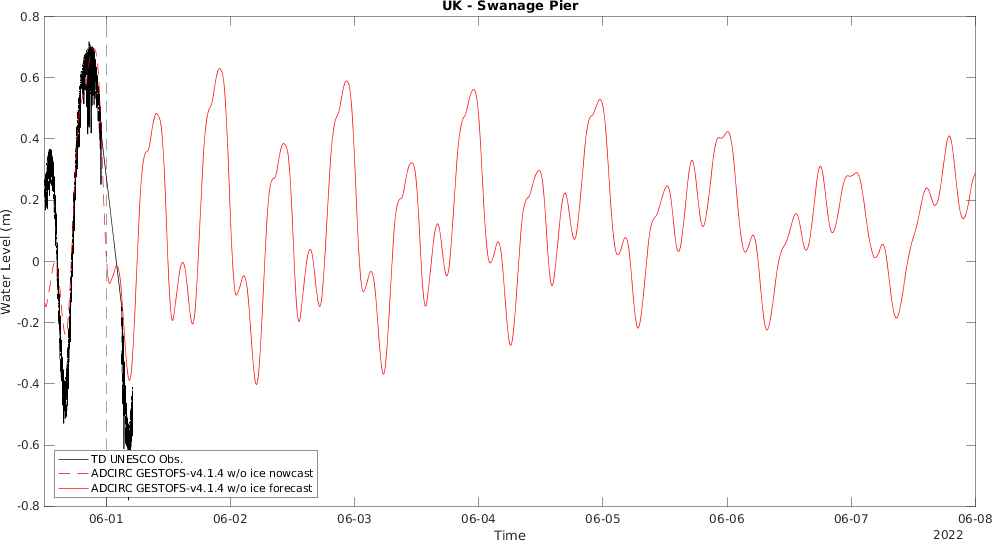 UK - Swanage Pier
Water Level (m)
0.8
0.6
0.4
0.2
0
-0.2
-0.4
-0.6
-0.8
TD UNESCO Obs.
ADCIRC GESTOFS-v4.1.4 w/o ice nowcast
ADCIRC GESTOFS-v4.1.4 w/o ice forecast
06-01 06-02 06-03 06-04 06-05 06-06 06-07 06-08
Time
2022